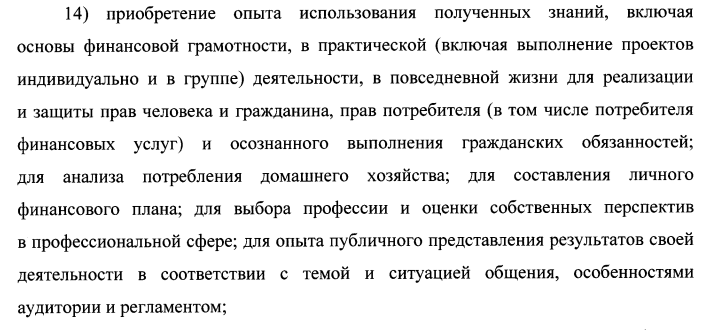 14) приобретение опыта использования полученных знаний, включая
основы финансовой грамотности, в практической (включая выполнение проектов
индивидуально и в группе) деятельности, в повседневной жизни для реализации
и защиты прав человека и гражданина, прав потребителя (в том числе потребителя
финансовых услуг) и осознанного выполнения гражданских обязанностей;
для анализа потребления домашнего хозяйства; для составления личного
финансового плана; для выбора профессии и оценки собственных перспектив
в профессиональной сфере; для опыта публичного представления результатов своей
деятельности в соответствии с темой и ситуацией общения, особенностями
аудитории и регламентом;